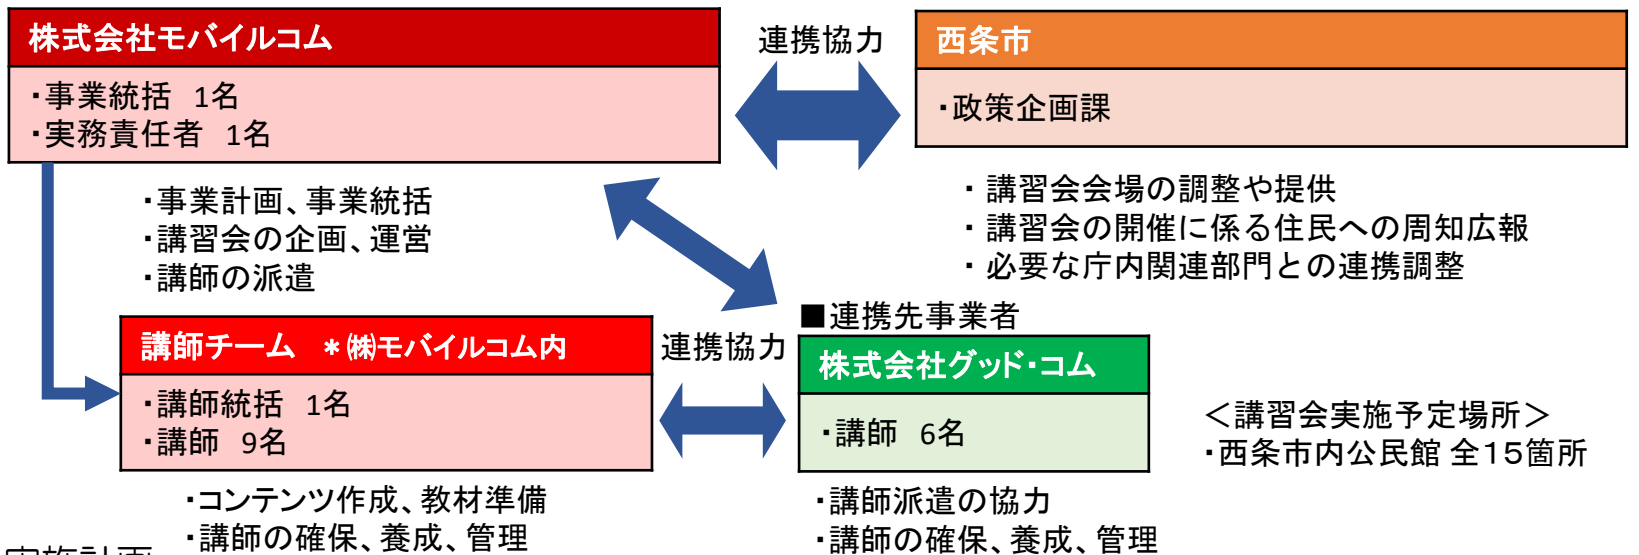 株式会社モバイルコム
・事業統括 1名
・実務責任者 1名
連携協力
西条市
・政策企画課
・事業計画、事業統括
・講習会の企画、運営
・講師の派遣
・講習会会場の調整や提供
・講習会の開催に係る住民への周知広報
・必要な庁内関連部門との連携調整
講師チーム *㈱モバイルコム内
・講師統括 1名
・講師 9名
連携協力
■連携先事業者
株式会社グッド・コム
・講師 6名
<講習会実施予定場所>
・西条市内公民館 全15箇所
・コンテンツ作成、教材準備
・講師の確保、養成、管理
・講師派遣の協力
・講師の確保、養成、管理
実施計画